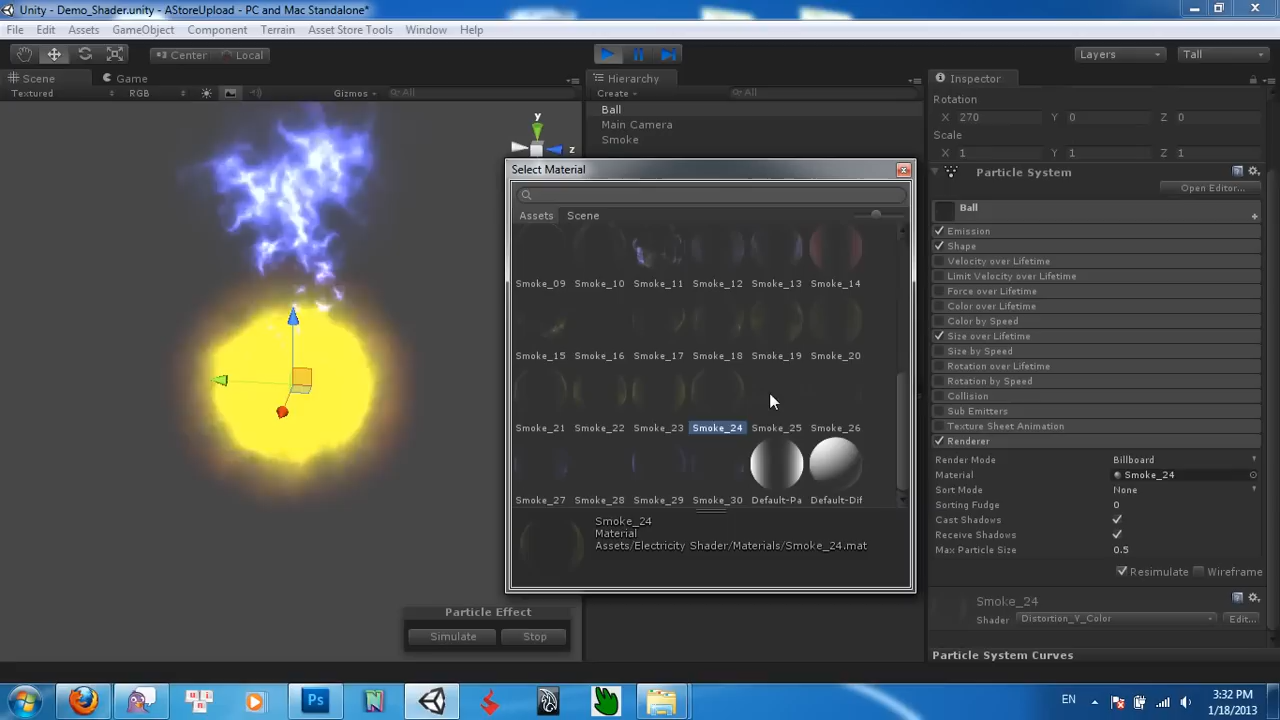 Unity - Demo_Shader.unity - AStoreUpload - PC and Mac Standalone*
File Edit Assets GameObject Component Terrain Asset Store Tools Window Help
Center Local Layers Tall
Scene Game Hierarchy Inspector
Textured RGB Gizmos All Create All
Ball
Main Camera
Smoke
Rotation
X 270 Y 0 Z 0
Scale
X 1 Y 1 Z 1
y
z
Select Material
Assets Scene
Smoke_09 Smoke_10 Smoke_11 Smoke_12 Smoke_13 Smoke_14
Smoke_15 Smoke_16 Smoke_17 Smoke_18 Smoke_19 Smoke_20
Smoke_21 Smoke_22 Smoke_23 Smoke_24 Smoke_25 Smoke_26
Smoke_27 Smoke_28 Smoke_29 Smoke_30 Default-Pa Default-Dif
Smoke_24
Material
Assets/Electricity Shader/Materials/Smoke_24.mat
Particle System
Open Editor...
Ball
Emission
Shape
Velocity over Lifetime
Limit Velocity over Lifetime
Force over Lifetime
Color over Lifetime
Color by Speed
Size over Lifetime
Size by Speed
Rotation over Lifetime
Rotation by Speed
Collision
Sub Emitters
Texture Sheet Animation
Renderer
Render Mode Billboard
Material Smoke_24
Sort Mode None
Sorting Fudge 0
Cast Shadows
Receive Shadows
Max Particle Size 0.5
Resimulate Wireframe
Smoke_24
Shader Distortion_Y_Color Edit...
Particle System Curves
Particle Effect
Simulate Stop
Ps N
EN
3:32 PM
1/18/2013